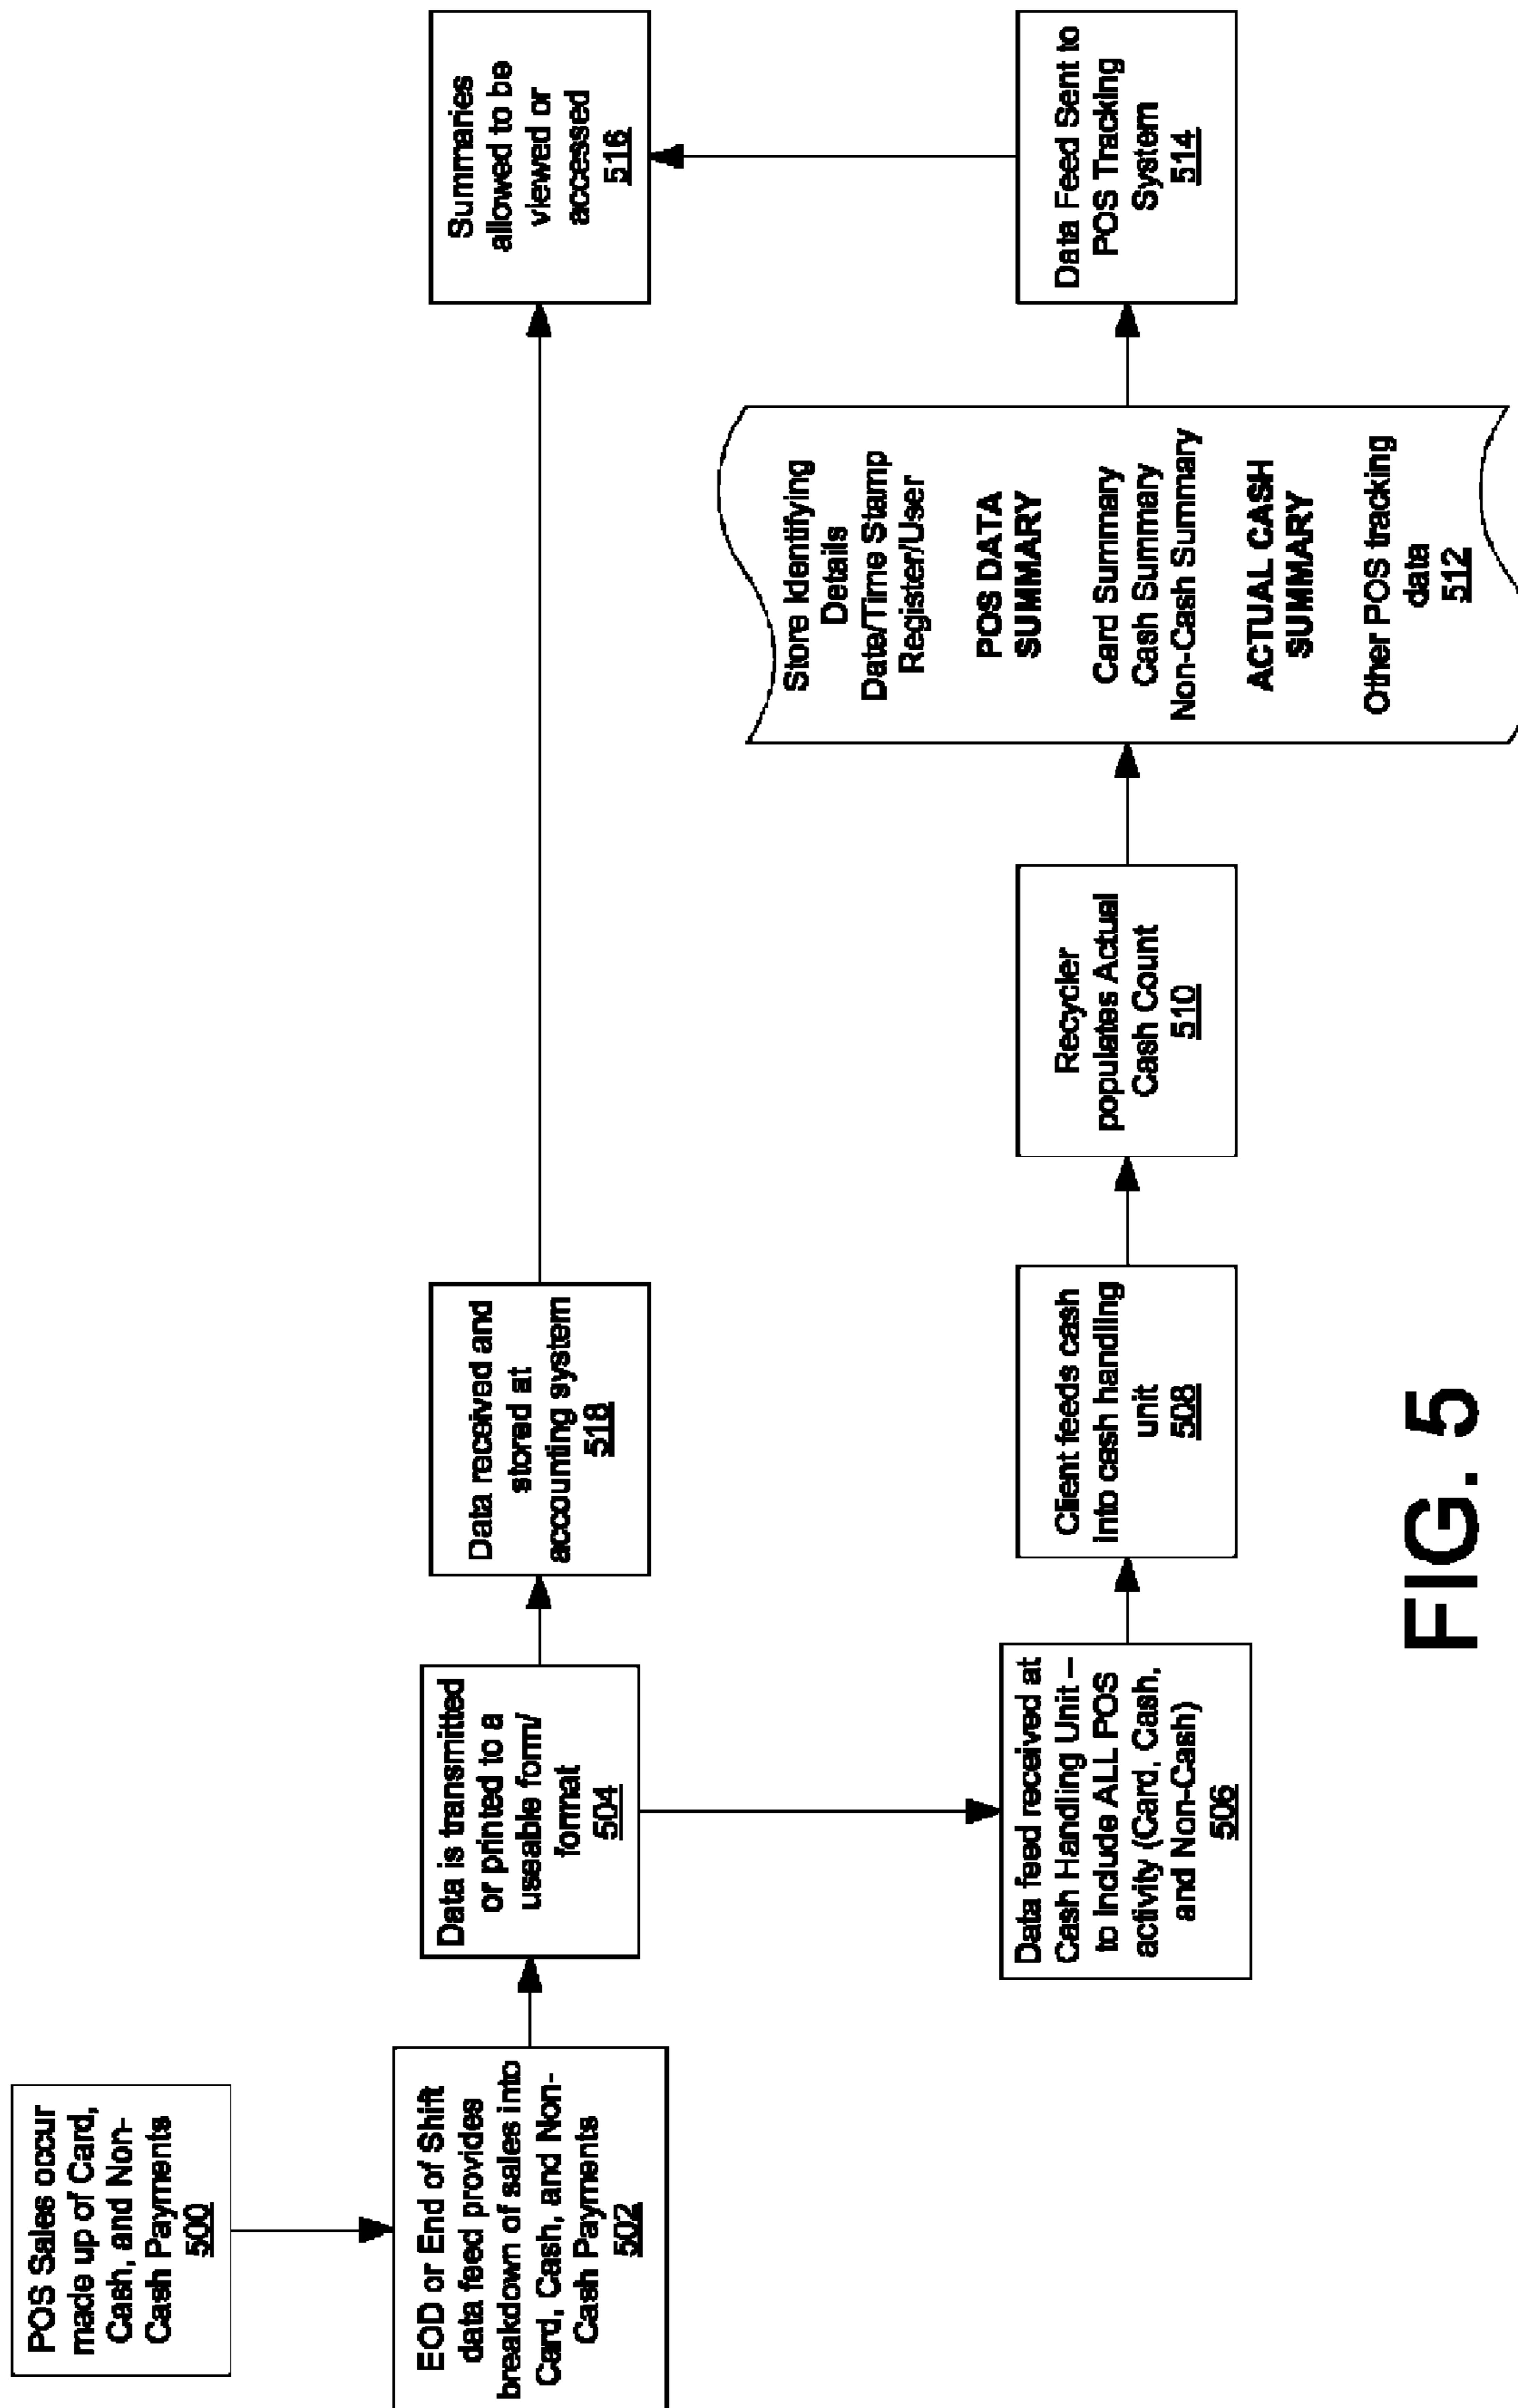 POS Sales occur
made up of Card,
Cash, and Non-
Cash Payments
500
EOD or End of Shift
data feed provides
breakdown of sales into
Card, Cash, and Non-
Cash Payments
502
Data is transmitted
or printed to a
useable form/
format
504
Data received and
stored at
accounting system
518
Summaries
allowed to be
viewed or
accessed
516
Data feed received at
Cash Handling Unit –
to include ALL POS
activity (Card, Cash,
and Non-Cash)
506
Client feeds cash
into cash handling
unit
508
Recycler
populates Actual
Cash Count
510
Store Identifying
Details
Date/Time Stamp
Register/User
POS DATA
SUMMARY
Card Summary
Cash Summary
Non-Cash Summary
ACTUAL CASH
SUMMARY
Other POS tracking
data
512
Data Feed Sent to
POS Tracking
System
514
FIG. 5